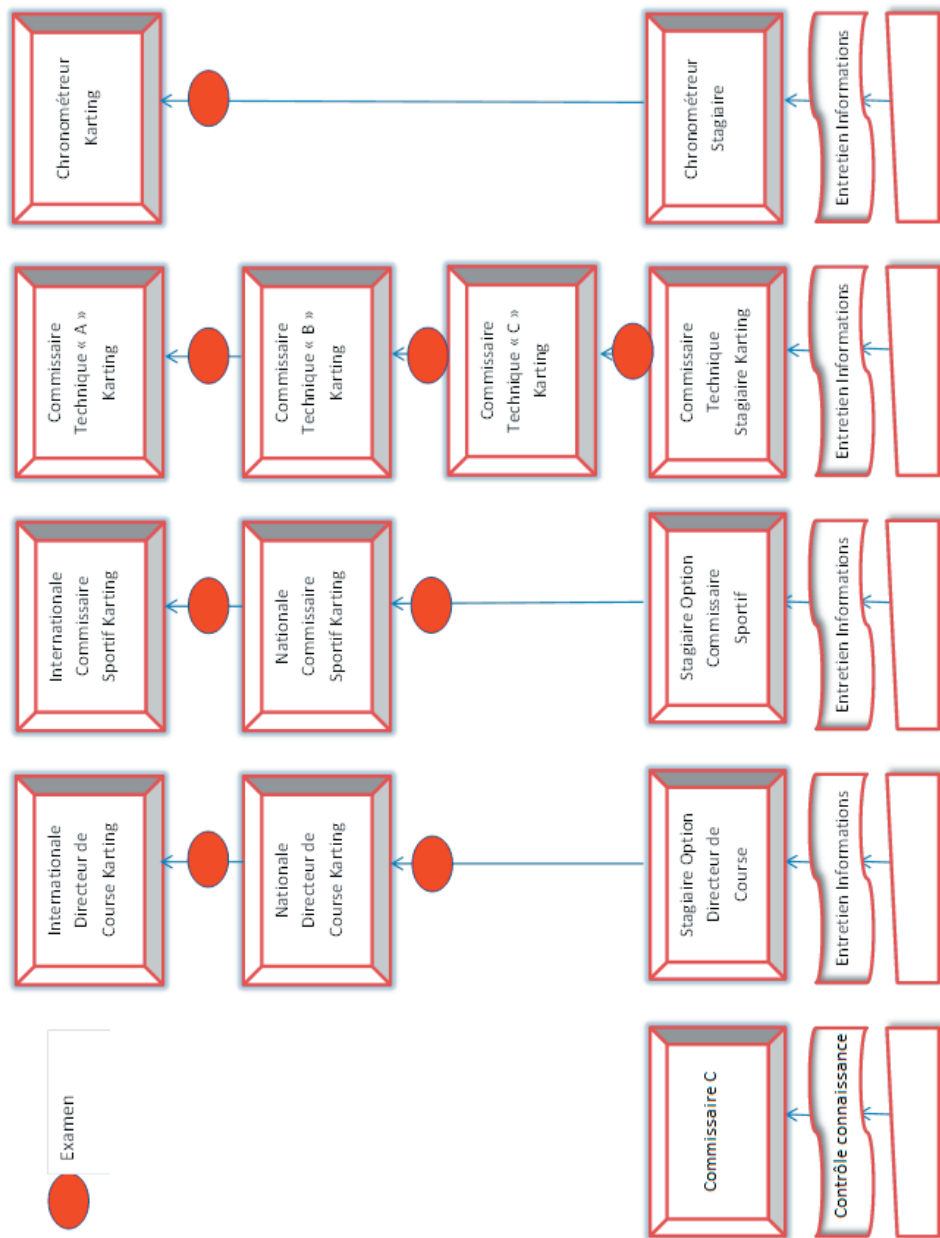 Examen
Internationale
Directeur de
Course Karting
Internationale
Commissaire
Sportif Karting
Commissaire
Technique « A »
Karting
Chronométreur
Karting
Nationale
Directeur de
Course Karting
Nationale
Commissaire
Sportif Karting
Commissaire
Technique « B »
Karting
Commissaire
Technique « C »
Karting
Commissaire C
Stagiaire Option
Directeur de
Course
Stagiaire Option
Commissaire
Sportif
Commissaire
Technique
Stagiaire Karting
Chronométreur
Stagiaire
Contrôle connaissance
Entretien Informations
Entretien Informations
Entretien Informations
Entretien Informations